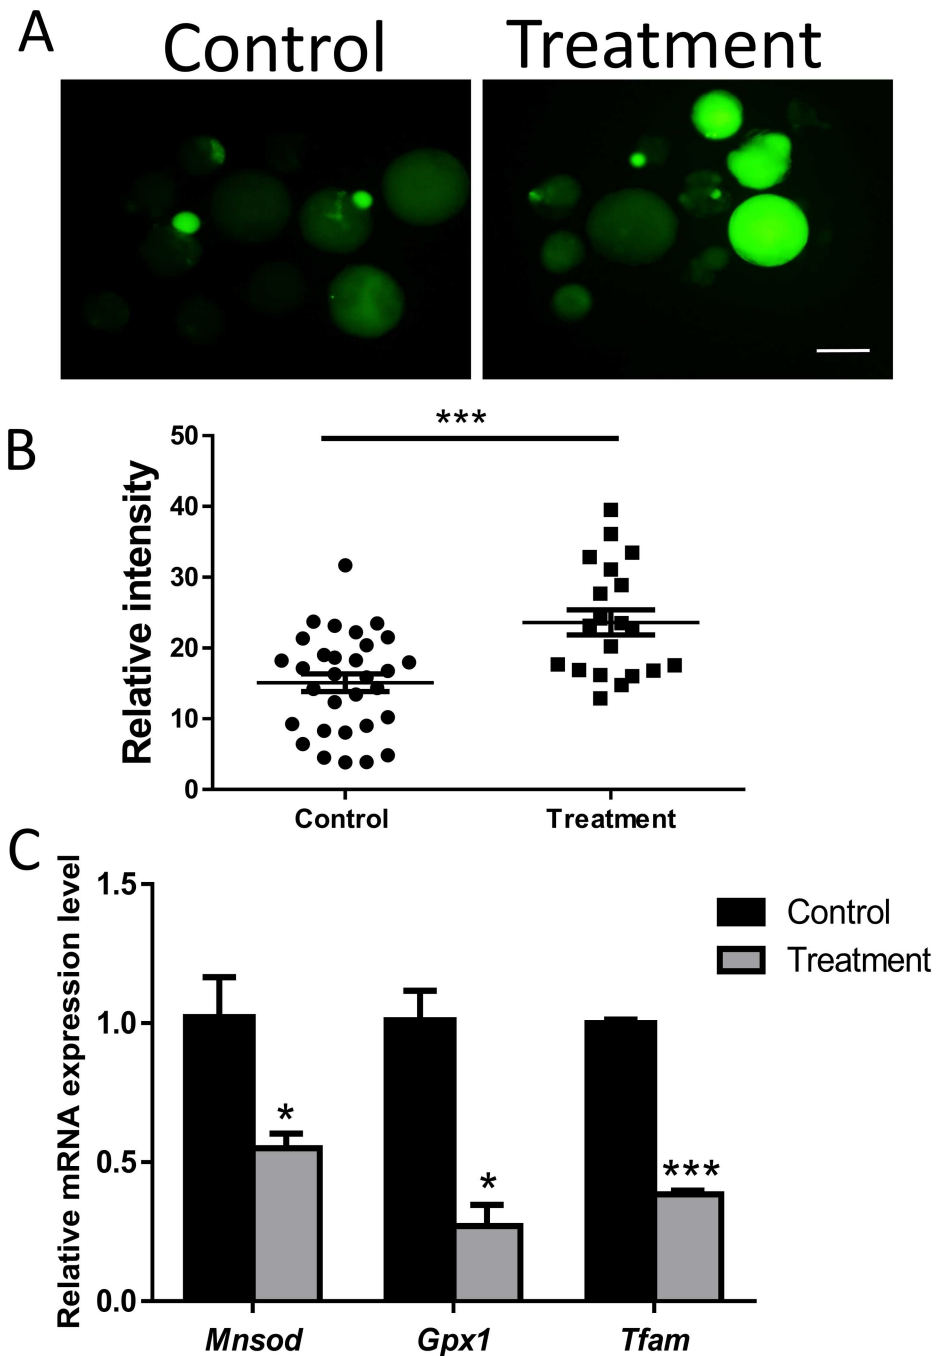 A
Control Treatment
B
***
Relative intensity
50
40
30
20
10
0
Control Treatment
C
Relative mRNA expression level
1.5
1.0
0.5
0.0
Control
Treatment
*
*
***
Mnsod Gpx1 Tfam